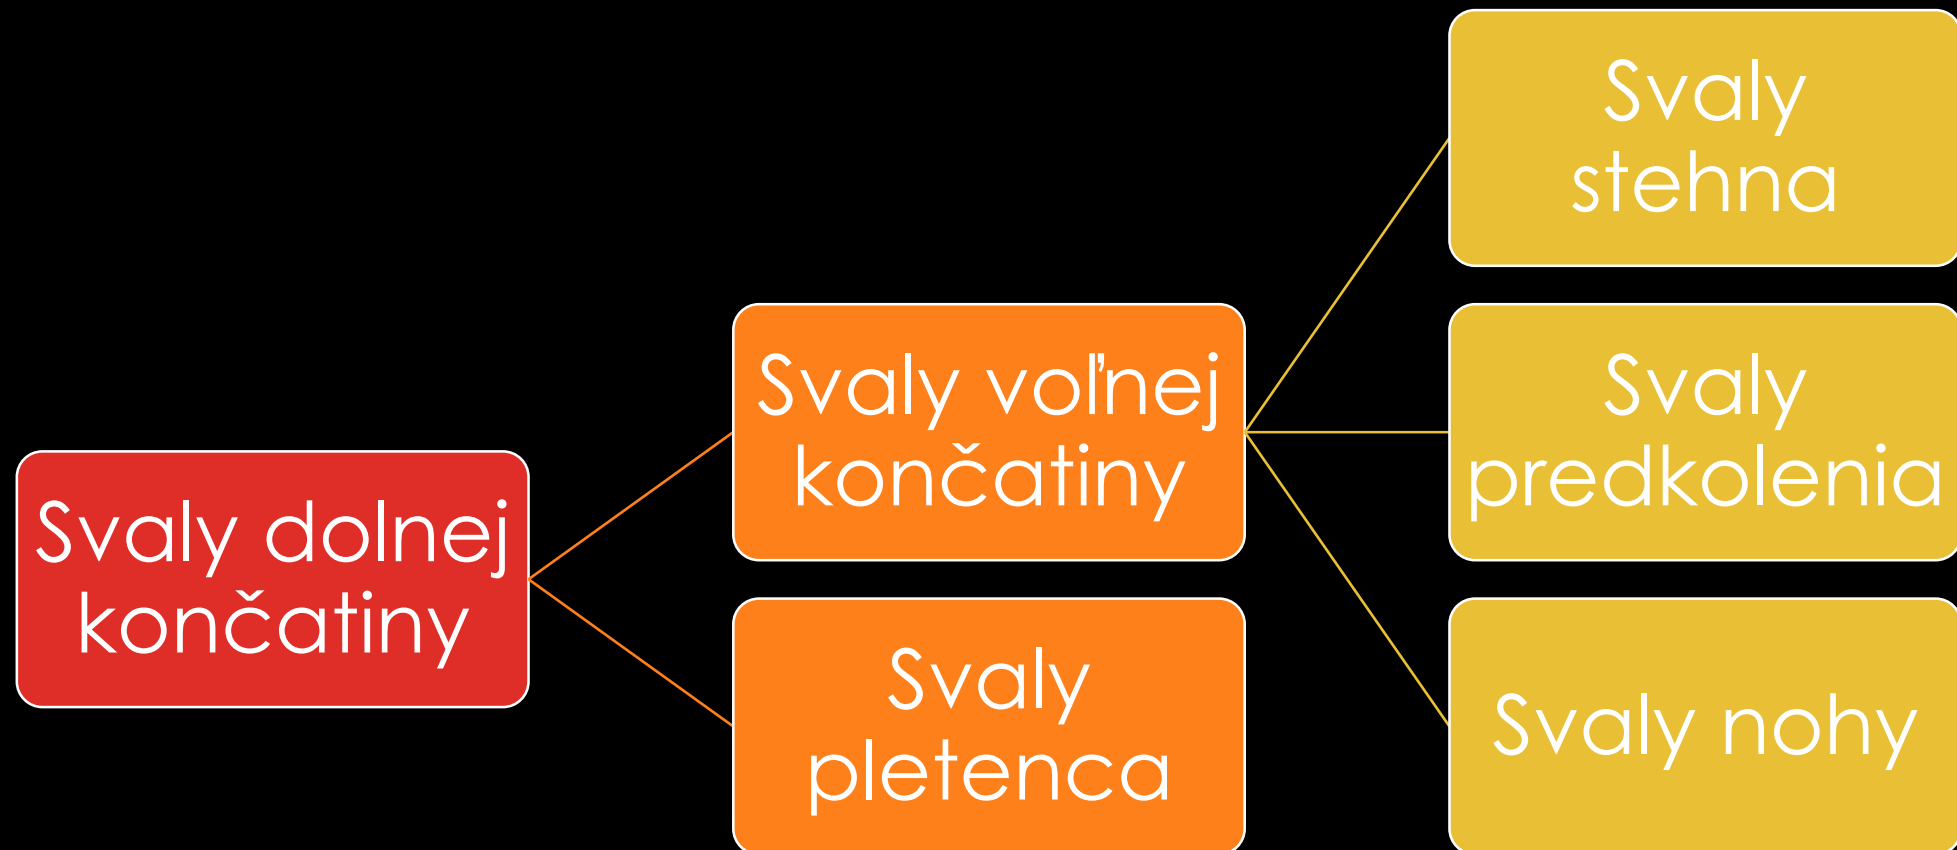 Svaly dolnej
končatiny
Svaly voľnej
končatiny
Svaly
pletenca
Svaly
stehna
Svaly
predkolenia
Svaly nohy